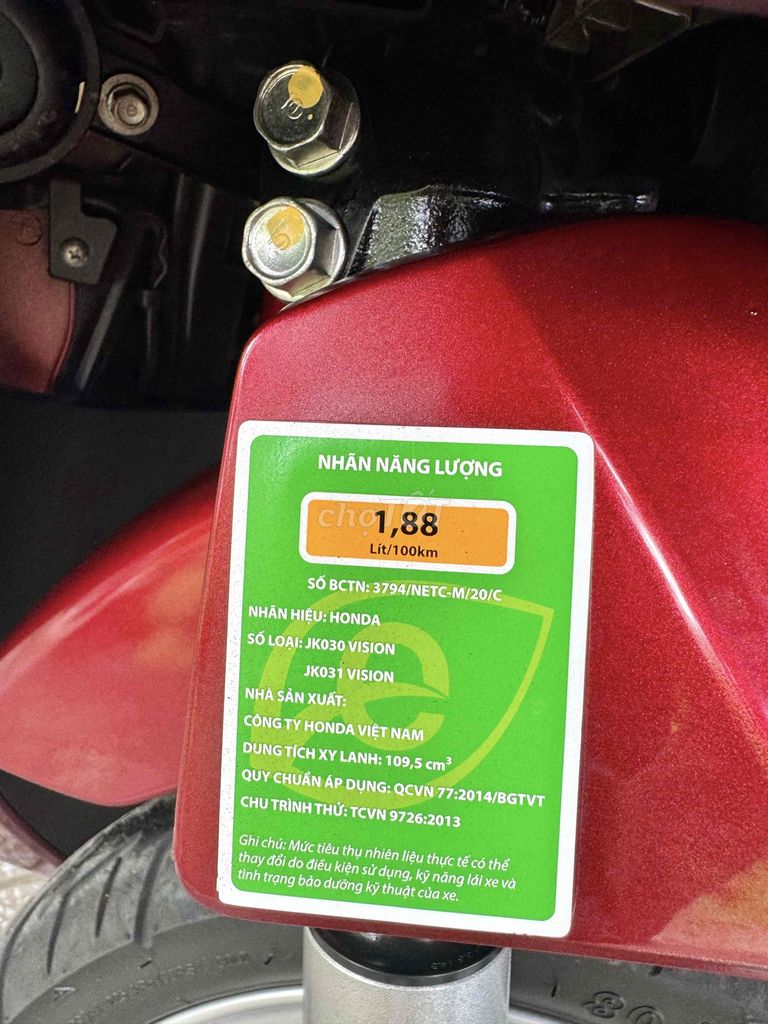 NHÃN NĂNG LƯỢNG
chợTỐT
1,88
Lít/100km
SỐ BCTN: 3794/NETC-M/20/C
NHÃN HIỆU: HONDA
SỐ LOẠI: JK030 VISION
JK031 VISION
NHÀ SẢN XUẤT:
CÔNG TY HONDA VIỆT NAM
DUNG TÍCH XY LANH: 109,5 cm³
QUY CHUẨN ÁP DỤNG: QCVN 77:2014/BGTVT
CHU TRÌNH THỬ: TCVN 9726:2013
Ghi chú: Mức tiêu thụ nhiên liệu thực tế có thể
thay đổi do điều kiện sử dụng, kỹ năng lái xe và
tình trạng bảo dưỡng kỹ thuật của xe.